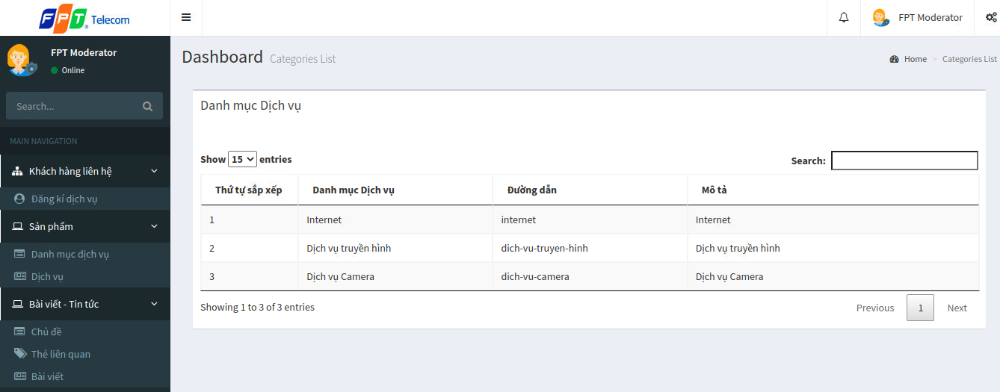 FPT Telecom
FPT Moderator
FPT Moderator
Online
Search...
MAIN NAVIGATION
Khách hàng liên hệ
Đăng kí dịch vụ
Sản phẩm
Danh mục dịch vụ
Dịch vụ
Bài viết - Tin tức
Chủ đề
Thẻ liên quan
Bài viết
Dashboard Categories List
Home > Categories List
Danh mục Dịch vụ
Show 15 entries
Search:
Thứ tự sắp xếp Danh mục Dịch vụ Đường dẫn Mô tả
1 Internet internet Internet
2 Dịch vụ truyền hình dich-vu-truyen-hinh Dịch vụ truyền hình
3 Dịch vụ Camera dich-vu-camera Dịch vụ Camera
Showing 1 to 3 of 3 entries
Previous 1 Next